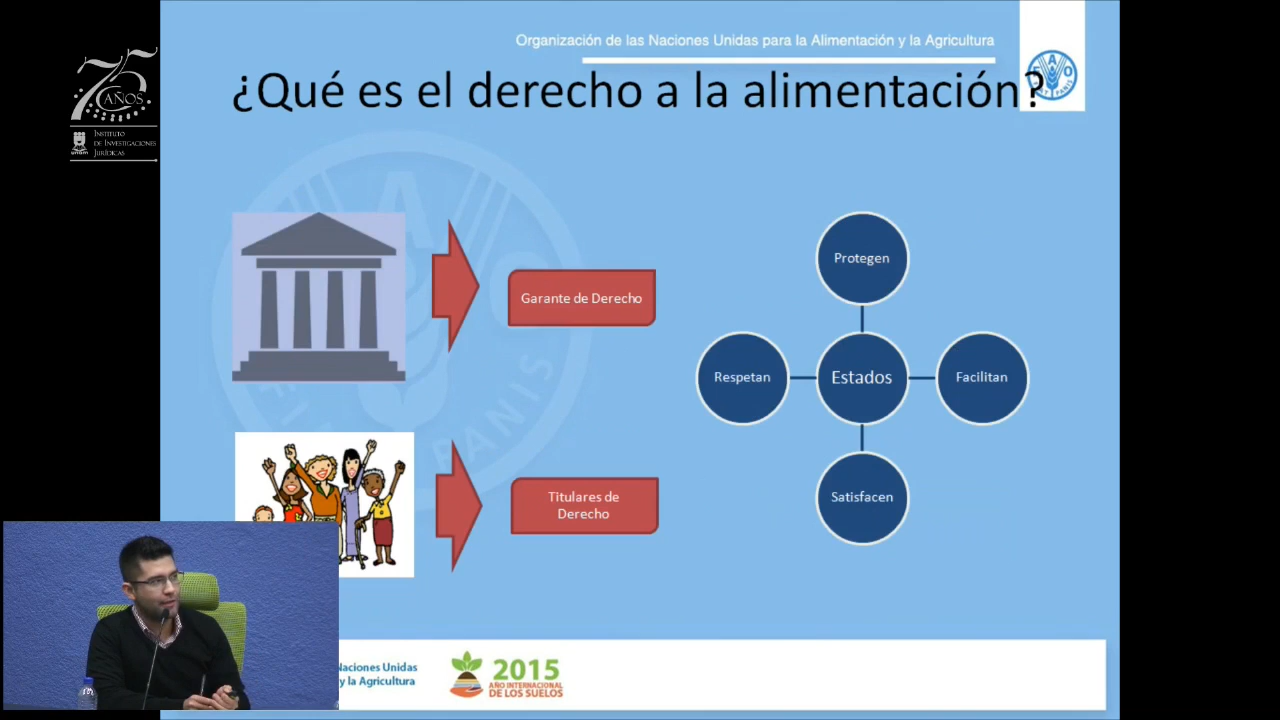 Organización de las Naciones Unidas para la Alimentación y la Agricultura
¿Qué es el derecho a la alimentación?
75
AÑOS
INSTITUTO
DE INVESTIGACIONES
JURÍDICAS
UNAM
Garante de Derecho
Protegen
Respetan
Estados
Facilitan
Satisfacen
Titulares de
Derecho
PANIS
Naciones Unidas
y la Agricultura
2015
AÑO INTERNACIONAL
DE LOS SUELOS